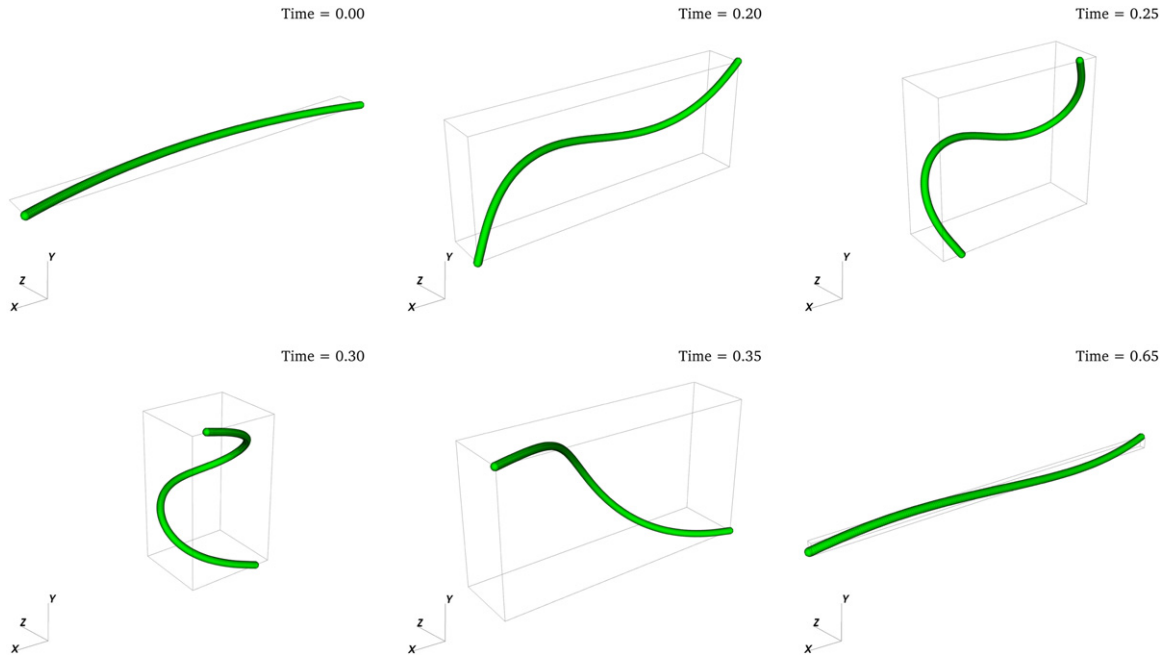 Time = 0.00
Time = 0.20
Time = 0.25
Y
Z
X
Y
Z
X
Y
Z
X
Time = 0.30
Time = 0.35
Time = 0.65
Y
Z
X
Y
Z
X
Y
Z
X